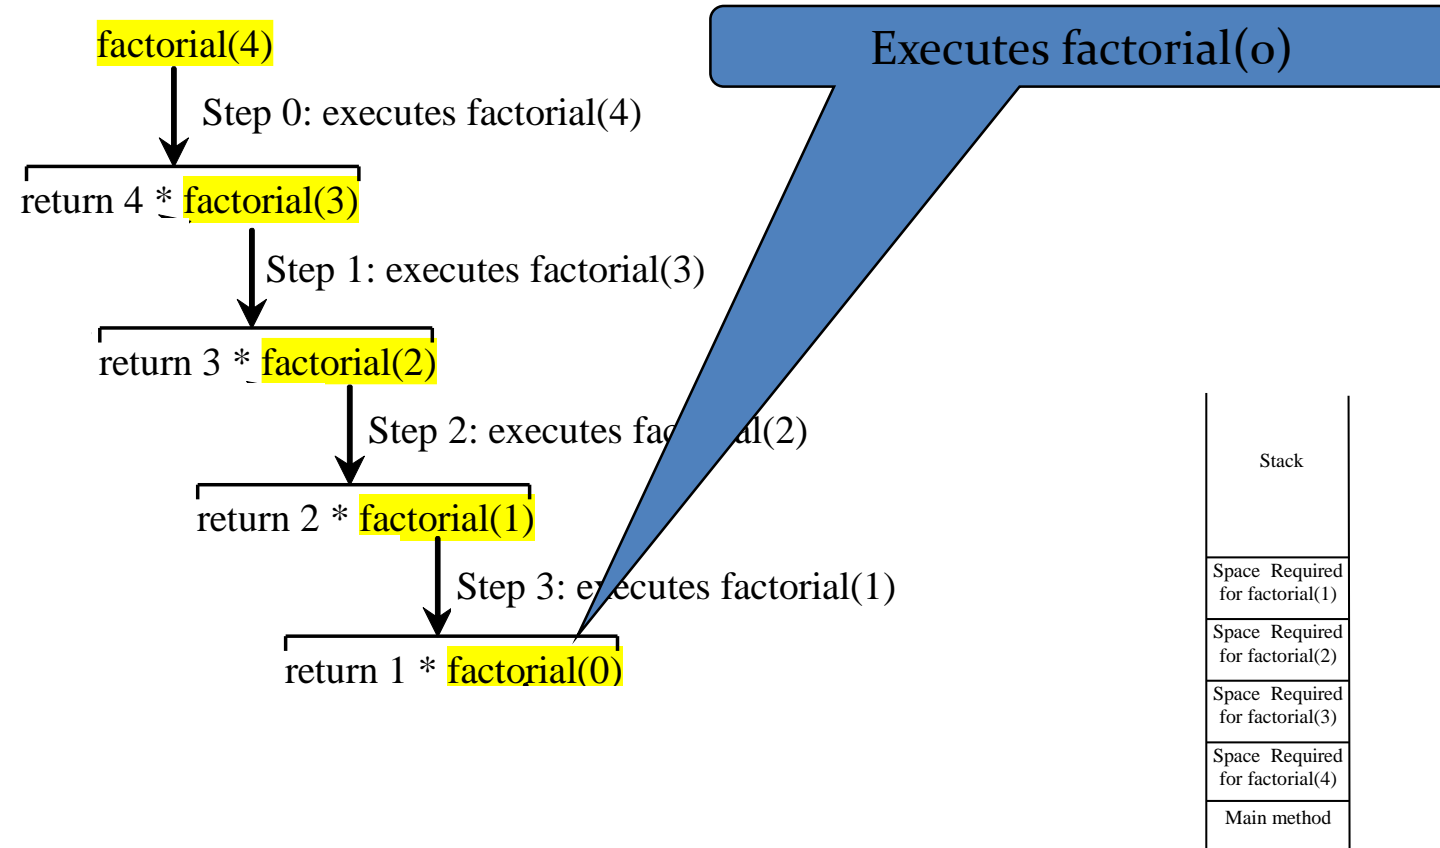 factorial(4)
Executes factorial(0)
Step 0: executes factorial(4)
return 4 * factorial(3)
Step 1: executes factorial(3)
return 3 * factorial(2)
Step 2: executes fac al(2)
return 2 * factorial(1)
Step 3: executes factorial(1)
return 1 * factorial(0)
Stack
Space Required
for factorial(1)
Space Required
for factorial(2)
Space Required
for factorial(3)
Space Required
for factorial(4)
Main method